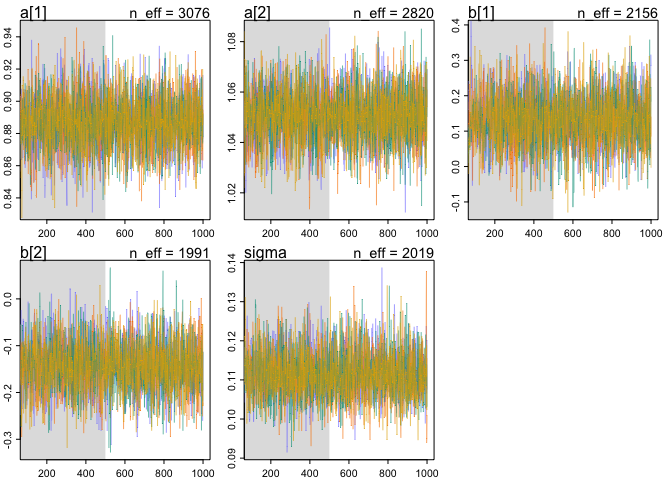 a[1] n_eff = 3076
0.84 0.86 0.88 0.90 0.92 0.94
200 400 600 800 1000
a[2] n_eff = 2820
1.02 1.04 1.06 1.08
200 400 600 800 1000
b[1] n_eff = 2156
-0.1 0.0 0.1 0.2 0.3 0.4
200 400 600 800 1000
b[2] n_eff = 1991
-0.3 -0.2 -0.1 0.0
200 400 600 800 1000
sigma n_eff = 2019
0.09 0.10 0.11 0.12 0.13 0.14
200 400 600 800 1000